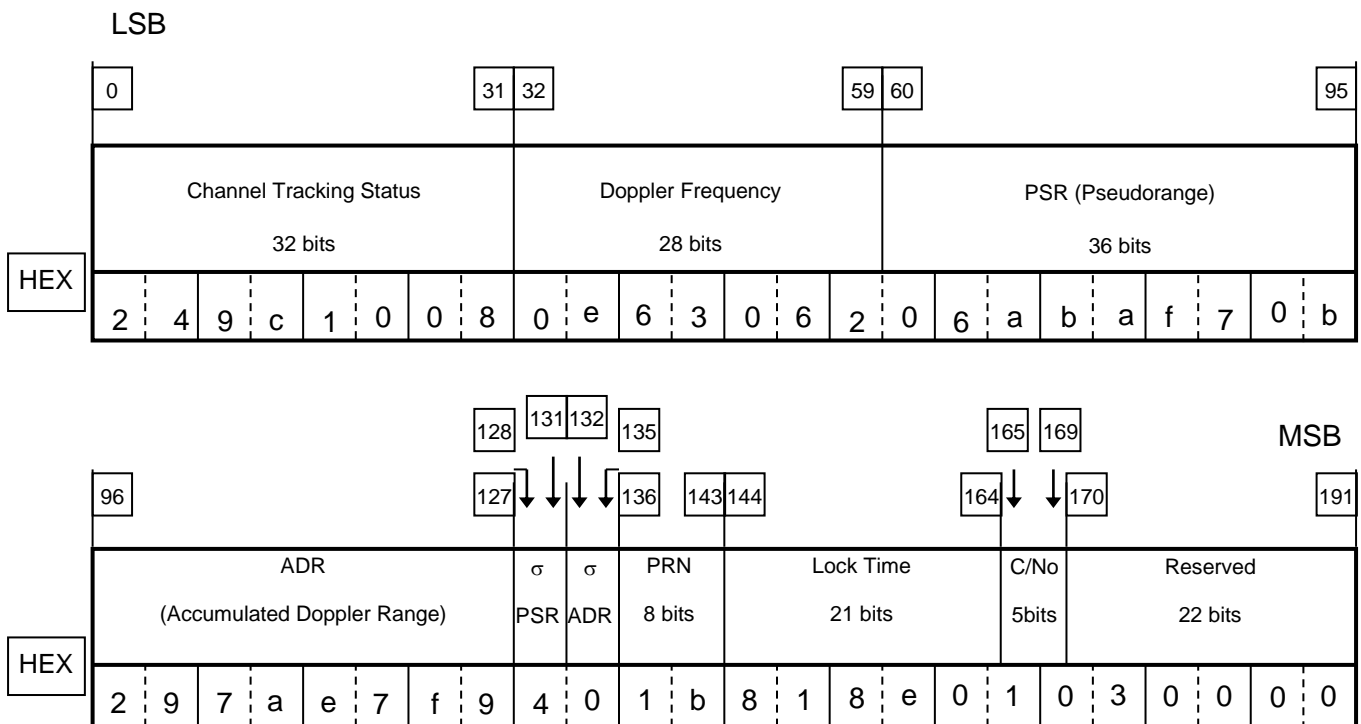 LSB
0 31 32 59 60 95
Channel Tracking Status Doppler Frequency PSR (Pseudorange)
32 bits 28 bits 36 bits
HEX
2 4 9 c 1 0 0 8 0 e 6 3 0 6 2 0 6 a b a f 7 0 b
131 132
128 135 165 169 MSB
96 127 136 143 144 164 170 191
ADR σ σ PRN Lock Time C/No Reserved
(Accumulated Doppler Range) PSR ADR 8 bits 21 bits 5bits 22 bits
HEX
2 9 7 a e 7 f 9 4 0 1 b 8 1 8 e 0 1 0 3 0 0 0 0